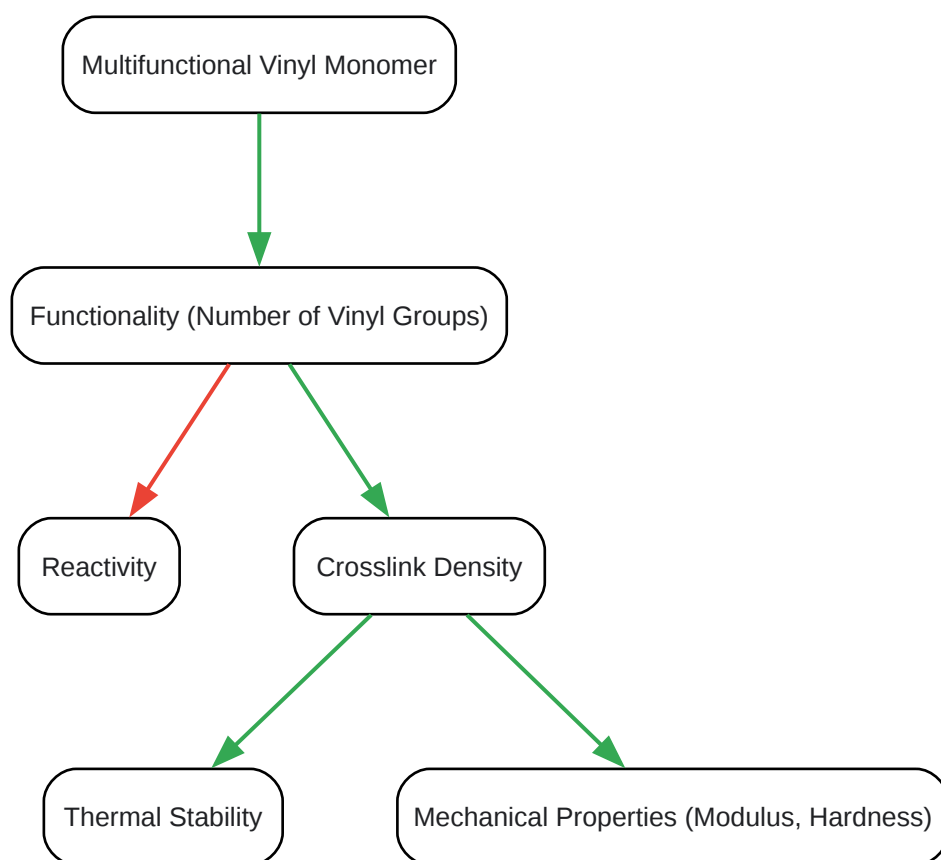 Multifunctional Vinyl Monomer
Functionality (Number of Vinyl Groups)
Reactivity
Crosslink Density
Thermal Stability
Mechanical Properties (Modulus, Hardness)